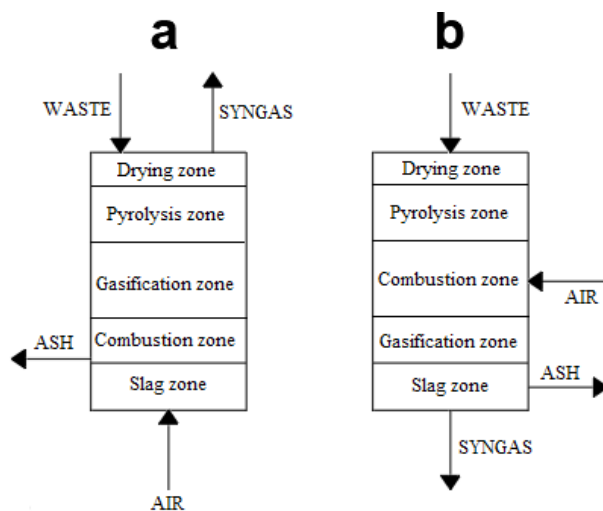 a
WASTE
SYNGAS
Drying zone
Pyrolysis zone
Gasification zone
Combustion zone
ASH
Slag zone
AIR
b
WASTE
Drying zone
Pyrolysis zone
Combustion zone
AIR
Gasification zone
Slag zone
ASH
SYNGAS